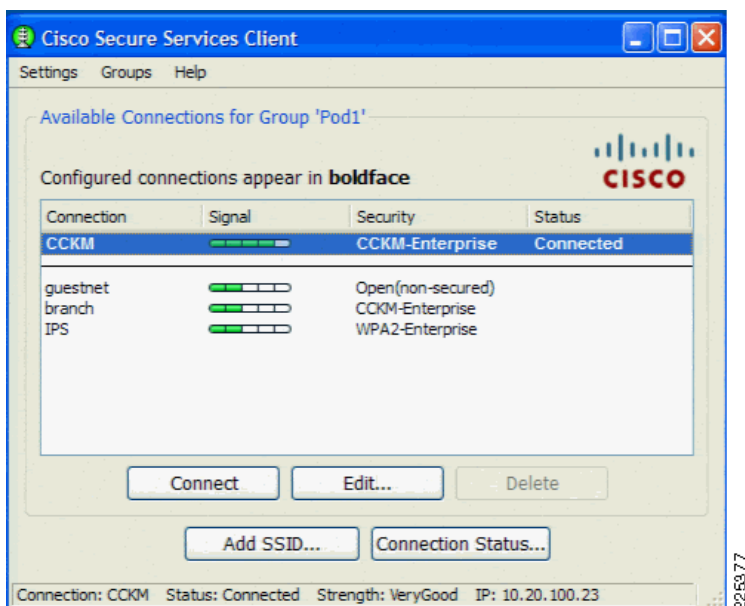 Cisco Secure Services Client
Settings Groups Help
Available Connections for Group 'Pod1'
CISCO
Configured connections appear in boldface
Connection Signal Security Status
CCKM CCKM-Enterprise Connected
guestnet Open(non-secured)
branch CCKM-Enterprise
IPS WPA2-Enterprise
Connect Edit... Delete
Add SSID... Connection Status...
Connection: CCKM Status: Connected Strength: VeryGood IP: 10.20.100.23
225377